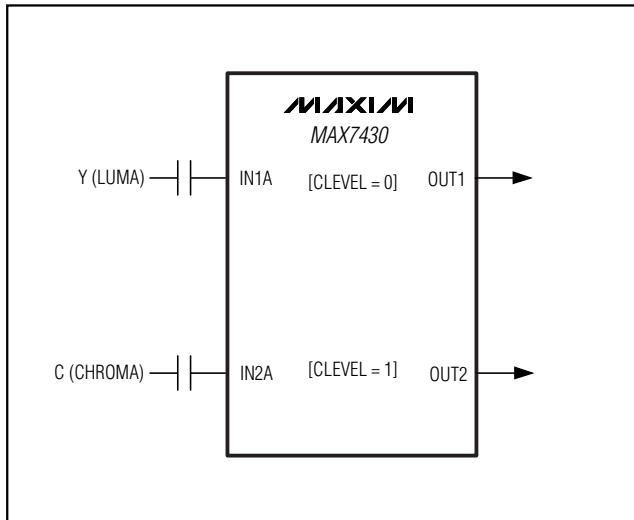 MAXIM
MAX7430
Y (LUMA) IN1A [CLEVEL = 0] OUT1
C (CHROMA) IN2A [CLEVEL = 1] OUT2